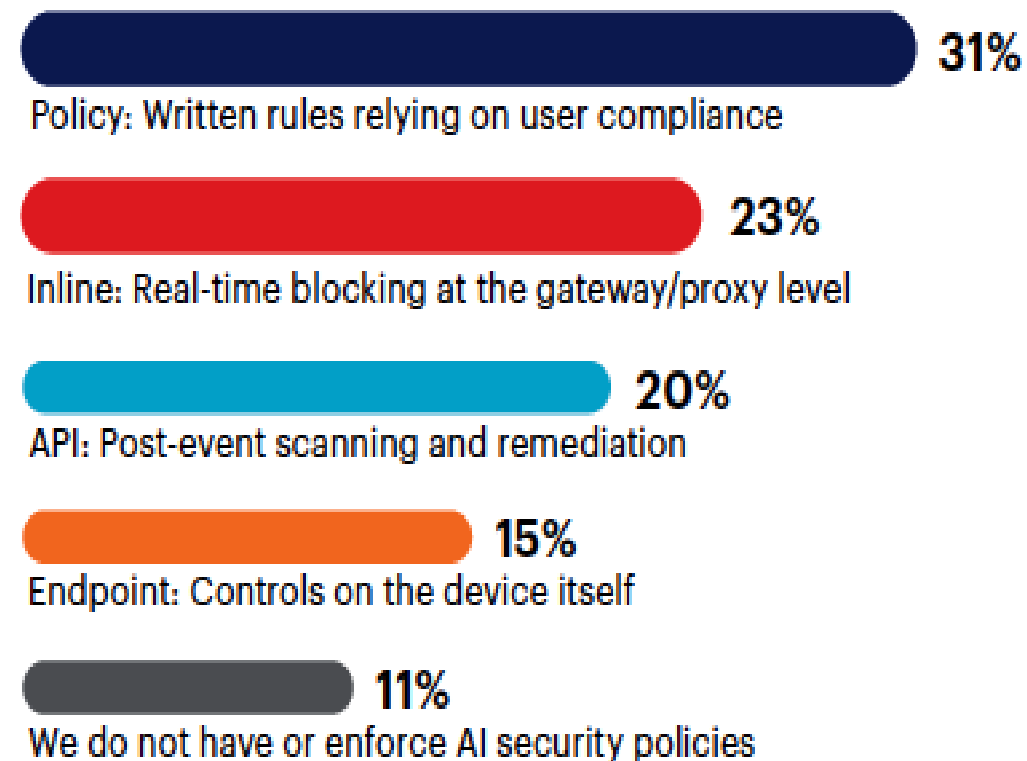 31%
Policy: Written rules relying on user compliance
23%
Inline: Real-time blocking at the gateway/proxy level
20%
API: Post-event scanning and remediation
15%
Endpoint: Controls on the device itself
11%
We do not have or enforce AI security policies